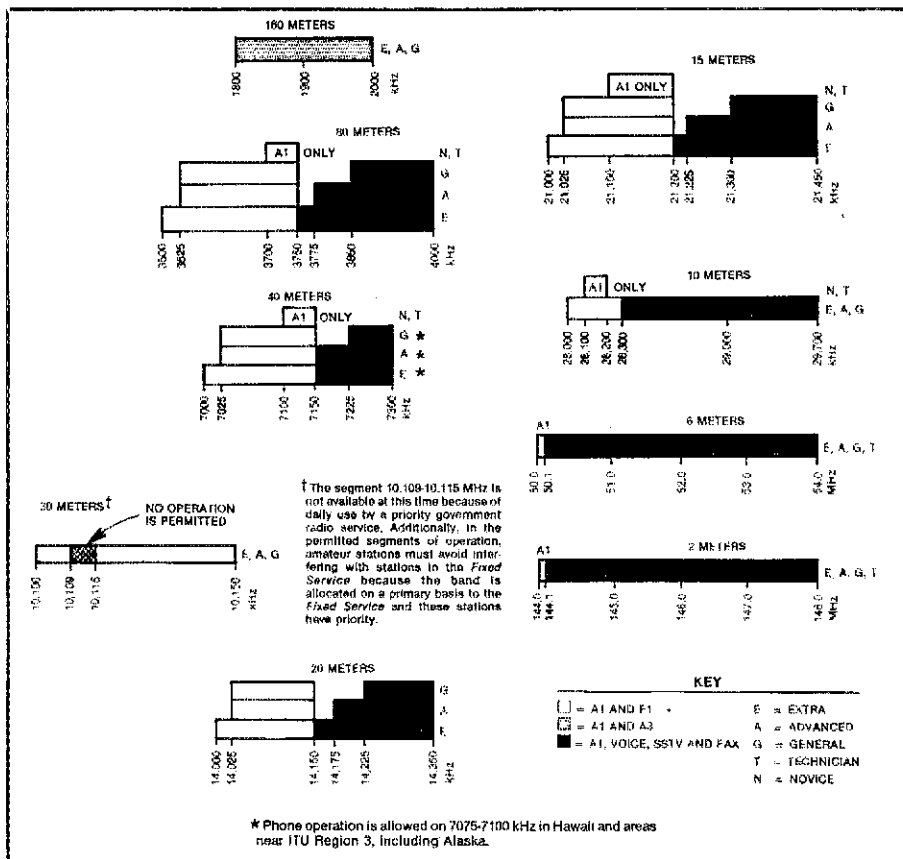 160 METERS
E, A, G
1800
1900
2000
kHz
80 METERS
A1 ONLY
N, T
G
A
E
3500
3625
3700
3750
3775
3850
4000
kHz
40 METERS
A1 ONLY
N, T
G *
A *
E *
7000
7025
7100
7150
7225
7300
kHz
30 METERS†
NO OPERATION
IS PERMITTED
E, A, G
10,100
10,109
10,115
10,150
kHz
† The segment 10.109-10.115 MHz is
not available at this time because of
daily use by a priority government
radio service. Additionally, in the
permitted segments of operation,
amateur stations must avoid inter-
fering with stations in the Fixed
Service because the band is
allocated on a primary basis to the
Fixed Service and these stations
have priority.
20 METERS
G
A
E
14,000
14,025
14,150
14,175
14,225
14,350
kHz
15 METERS
A1 ONLY
N, T
G
A
E
21,000
21,025
21,100
21,200
21,225
21,300
21,450
kHz
10 METERS
A1 ONLY
N, T
E, A, G
28,000
28,100
28,200
28,300
29,000
29,700
kHz
6 METERS
A1
E, A, G, T
50.0
50.1
51.0
52.0
53.0
54.0
MHz
2 METERS
A1
E, A, G, T
144.0
144.1
145.0
146.0
147.0
148.0
MHz
KEY
= A1 AND F1
= A1 AND A3
= A1, VOICE, SSTV AND FAX
E = EXTRA
A = ADVANCED
G = GENERAL
T = TECHNICIAN
N = NOVICE
* Phone operation is allowed on 7075-7100 kHz in Hawaii and areas
near ITU Region 3, including Alaska.